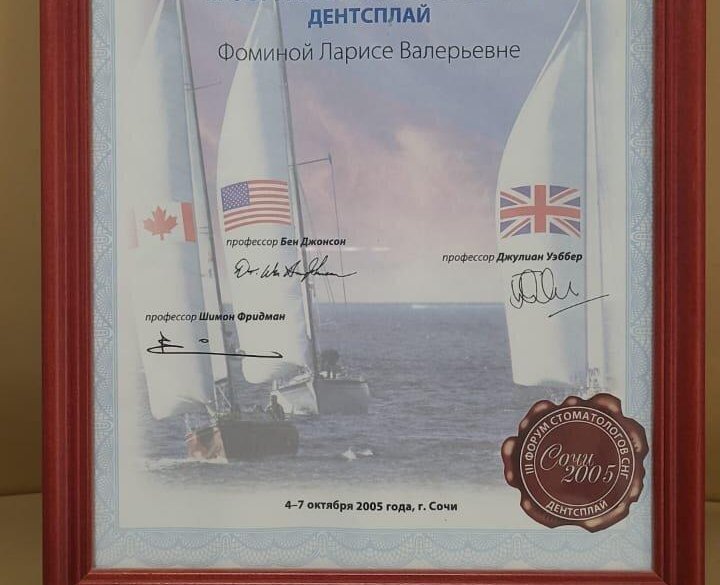 ДЕНТСПЛАЙ
Фоминой Ларисе Валерьевне
профессор Бен Джонсон
профессор Джулиан Уэббер
профессор Шимон Фридман
III ФОРУМ СТОМАТОЛОГОВ СНГ
Сочи
2005
ДЕНТСПЛАЙ
4–7 октября 2005 года, г. Сочи